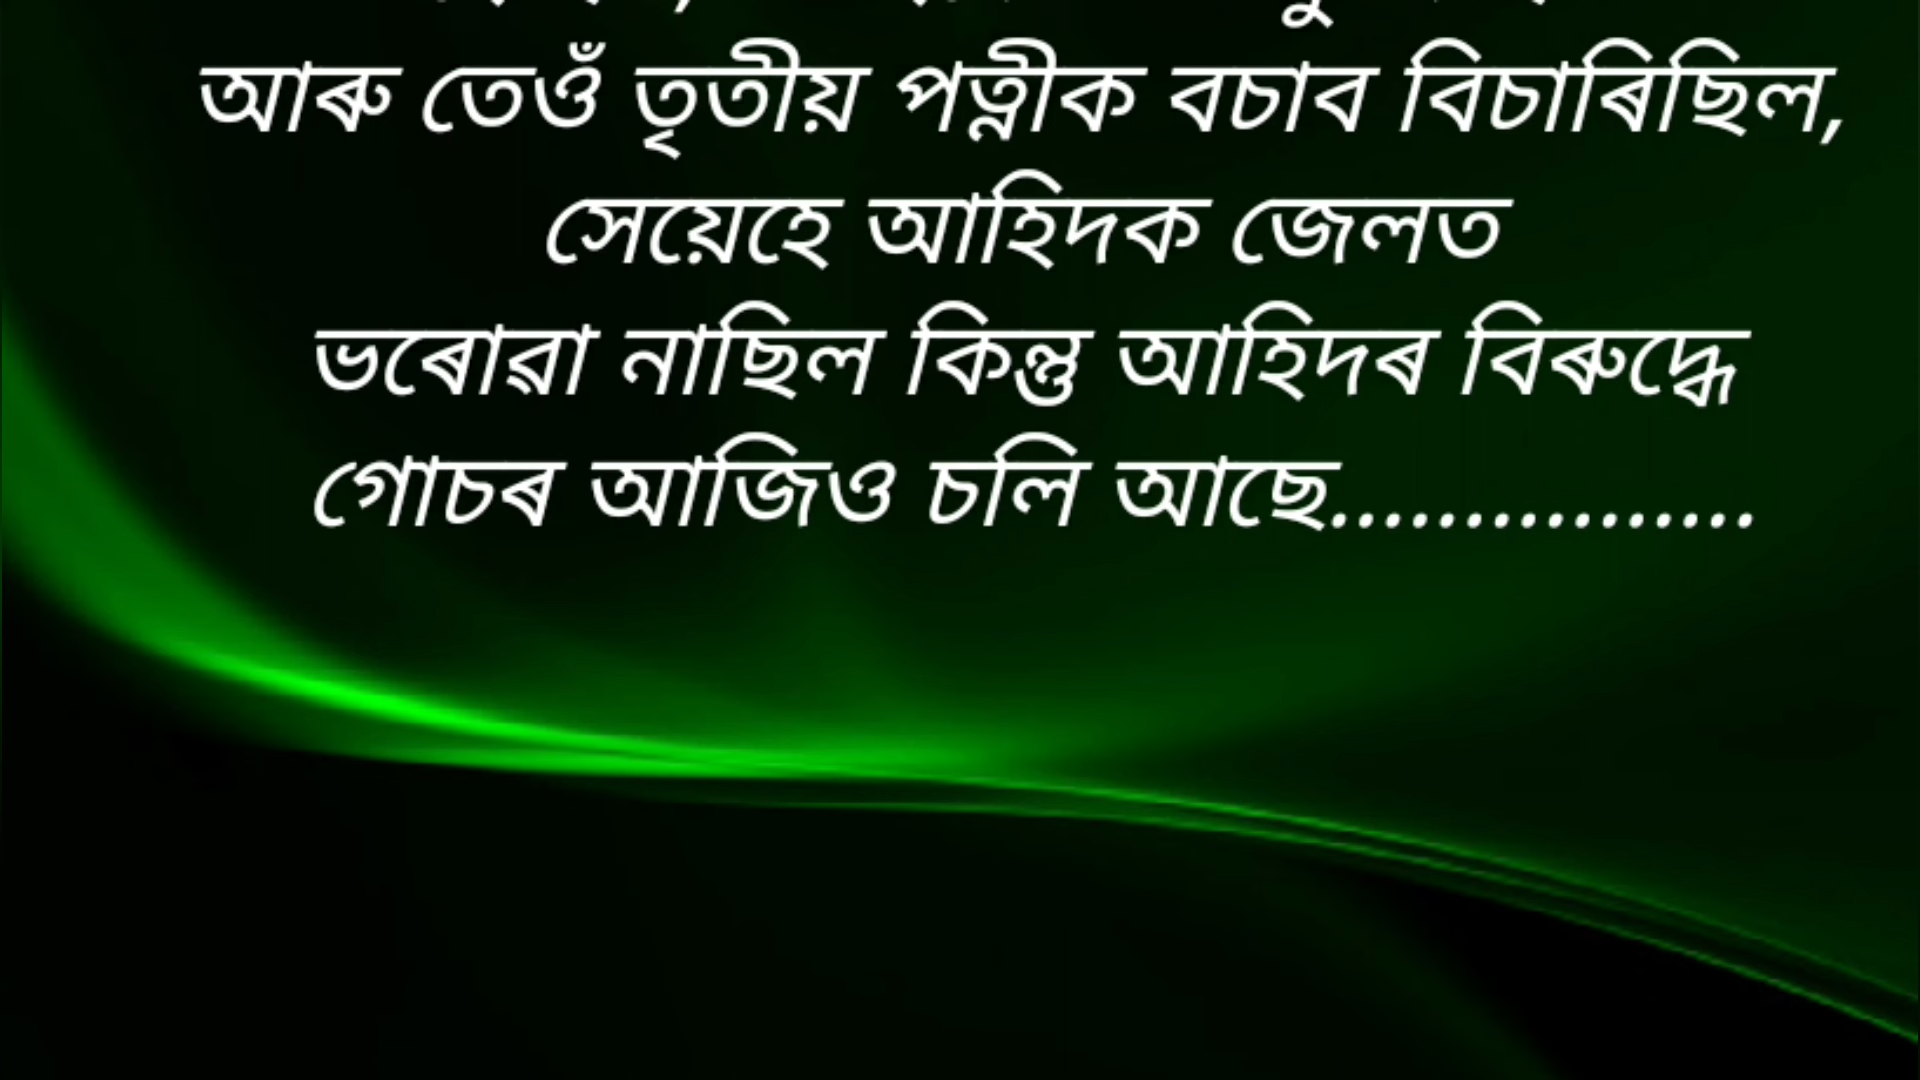 আৰু তেওঁ তৃতীয় পত্নীক বচাব বিচাৰিছিল,
সেয়েহে আহিদক জেলত
ভৰোৱা নাছিল কিন্তু আহিদৰ বিৰুদ্ধে
গোচৰ আজিও চলি আছে................